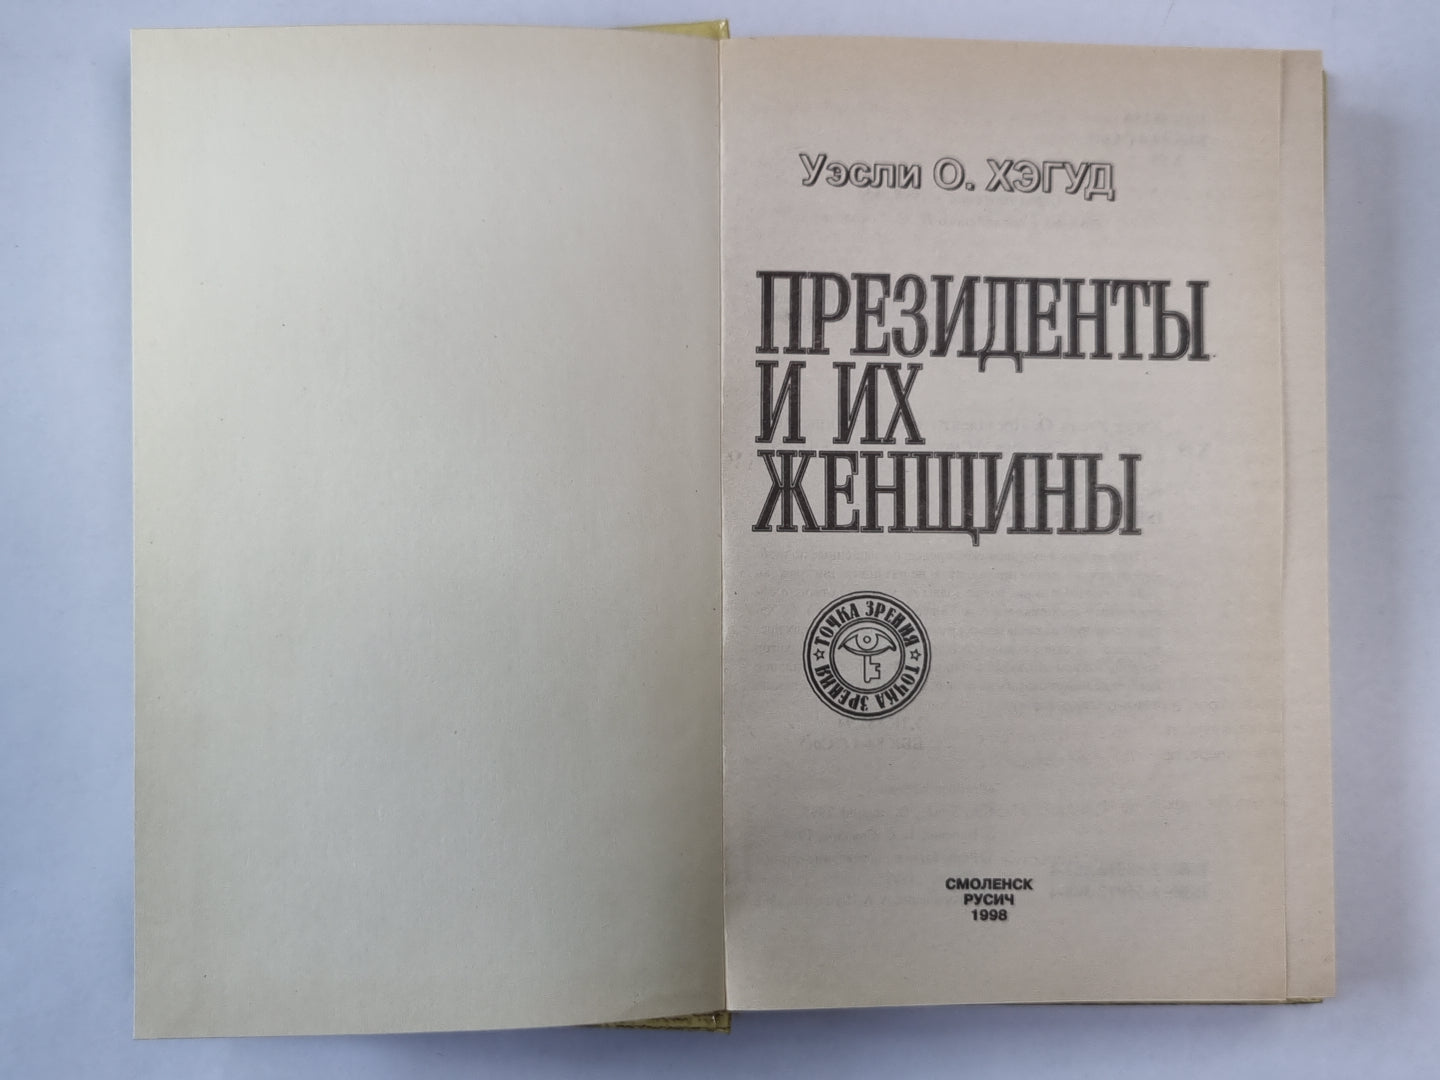 Уэсли О. ХЭГУД
ПРЕЗИДЕНТЫ
И ИХ
ЖЕНЩИНЫ
ТОЧКА ЗРЕНИЯ
ТОЧКА ЗРЕНИЯ
СМОЛЕНСК
РУСИЧ
1998